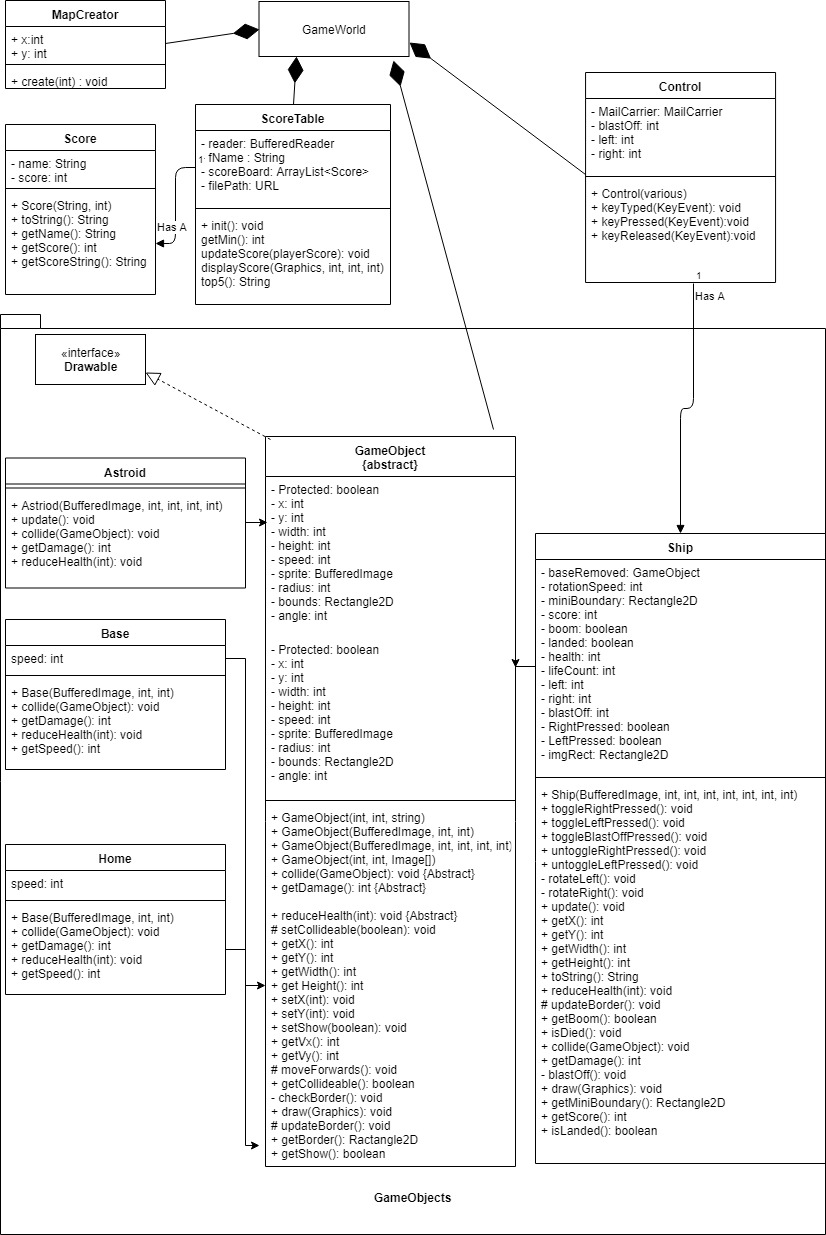 MapCreator
+ x:int
+ y: int
+ create(int) : void
GameWorld
Score
- name: String
- score: int
+ Score(String, int)
+ toString(): String
+ getName(): String
+ getScore(): int
+ getScoreString(): String
Has A
1
ScoreTable
- reader: BufferedReader
- fName : String
- scoreBoard: ArrayList<Score>
- filePath: URL
+ init(): void
getMin(): int
updateScore(playerScore): void
displayScore(Graphics, int, int, int)
top5(): String
Control
- MailCarrier: MailCarrier
- blastOff: int
- left: int
- right: int
+ Control(various)
+ keyTyped(KeyEvent): void
+ keyPressed(KeyEvent):void
+ keyReleased(KeyEvent):void
1
Has A
«interface»
Drawable
Astroid
+ Astriod(BufferedImage, int, int, int, int)
+ update(): void
+ collide(GameObject): void
+ getDamage(): int
+ reduceHealth(int): void
Base
speed: int
+ Base(BufferedImage, int, int)
+ collide(GameObject): void
+ getDamage(): int
+ reduceHealth(int): void
+ getSpeed(): int
Home
speed: int
+ Base(BufferedImage, int, int)
+ collide(GameObject): void
+ getDamage(): int
+ reduceHealth(int): void
+ getSpeed(): int
GameObject
{abstract}
- Protected: boolean
- x: int
- y: int
- width: int
- height: int
- speed: int
- sprite: BufferedImage
- radius: int
- bounds: Rectangle2D
- angle: int
- Protected: boolean
- x: int
- y: int
- width: int
- height: int
- speed: int
- sprite: BufferedImage
- radius: int
- bounds: Rectangle2D
- angle: int
+ GameObject(int, int, string)
+ GameObject(BufferedImage, int, int)
+ GameObject(BufferedImage, int, int, int, int)
+ GameObject(int, int, Image[])
+ collide(GameObject): void {Abstract}
+ getDamage(): int {Abstract}
+ reduceHealth(int): void {Abstract}
# setCollideable(boolean): void
+ getX(): int
+ getY(): int
+ getWidth(): int
+ get Height(): int
+ setX(int): void
+ setY(int): void
+ setShow(boolean): void
+ getVx(): int
+ getVy(): int
# moveForwards(): void
+ getCollideable(): boolean
- checkBorder(): void
+ draw(Graphics): void
# updateBorder(): void
+ getBorder(): Ractangle2D
+ getShow(): boolean
Ship
- baseRemoved: GameObject
- rotationSpeed: int
- miniBoundary: Rectangle2D
- score: int
- boom: boolean
- landed: boolean
- health: int
- lifeCount: int
- left: int
- right: int
- blastOff: int
- RightPressed: boolean
- LeftPressed: boolean
- imgRect: Rectangle2D
+ Ship(BufferedImage, int, int, int, int, int, int, int)
+ toggleRightPressed(): void
+ toggleLeftPressed(): void
+ toggleBlastOffPressed(): void
+ untoggleRightPressed(): void
+ untoggleLeftPressed(): void
- rotateLeft(): void
- rotateRight(): void
+ update(): void
+ getX(): int
+ getY(): int
+ getWidth(): int
+ getHeight(): int
+ toString(): String
+ reduceHealth(int): void
# updateBorder(): void
+ getBoom(): boolean
+ isDied(): void
+ collide(GameObject): void
+ getDamage(): int
- blastOff(): void
+ draw(Graphics): void
+ getMiniBoundary(): Rectangle2D
+ getScore(): int
+ isLanded(): boolean
GameObjects